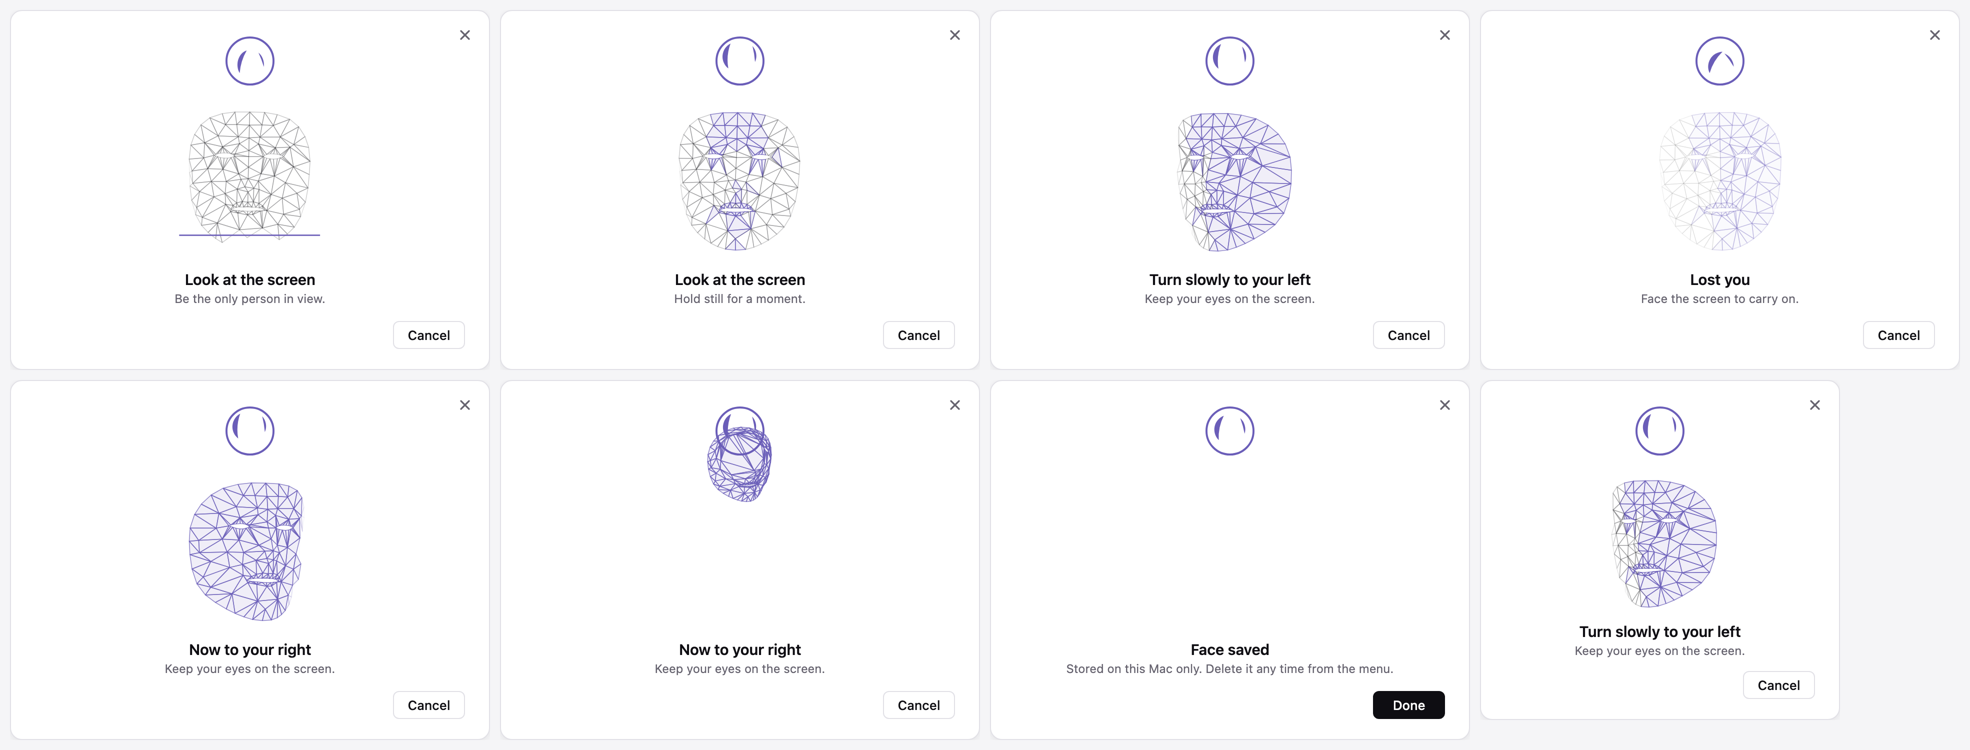 Look at the screen
Be the only person in view.
Cancel
Look at the screen
Hold still for a moment.
Cancel
Turn slowly to your left
Keep your eyes on the screen.
Cancel
Lost you
Face the screen to carry on.
Cancel
Now to your right
Keep your eyes on the screen.
Cancel
Now to your right
Keep your eyes on the screen.
Cancel
Face saved
Stored on this Mac only. Delete it any time from the menu.
Done
Turn slowly to your left
Keep your eyes on the screen.
Cancel